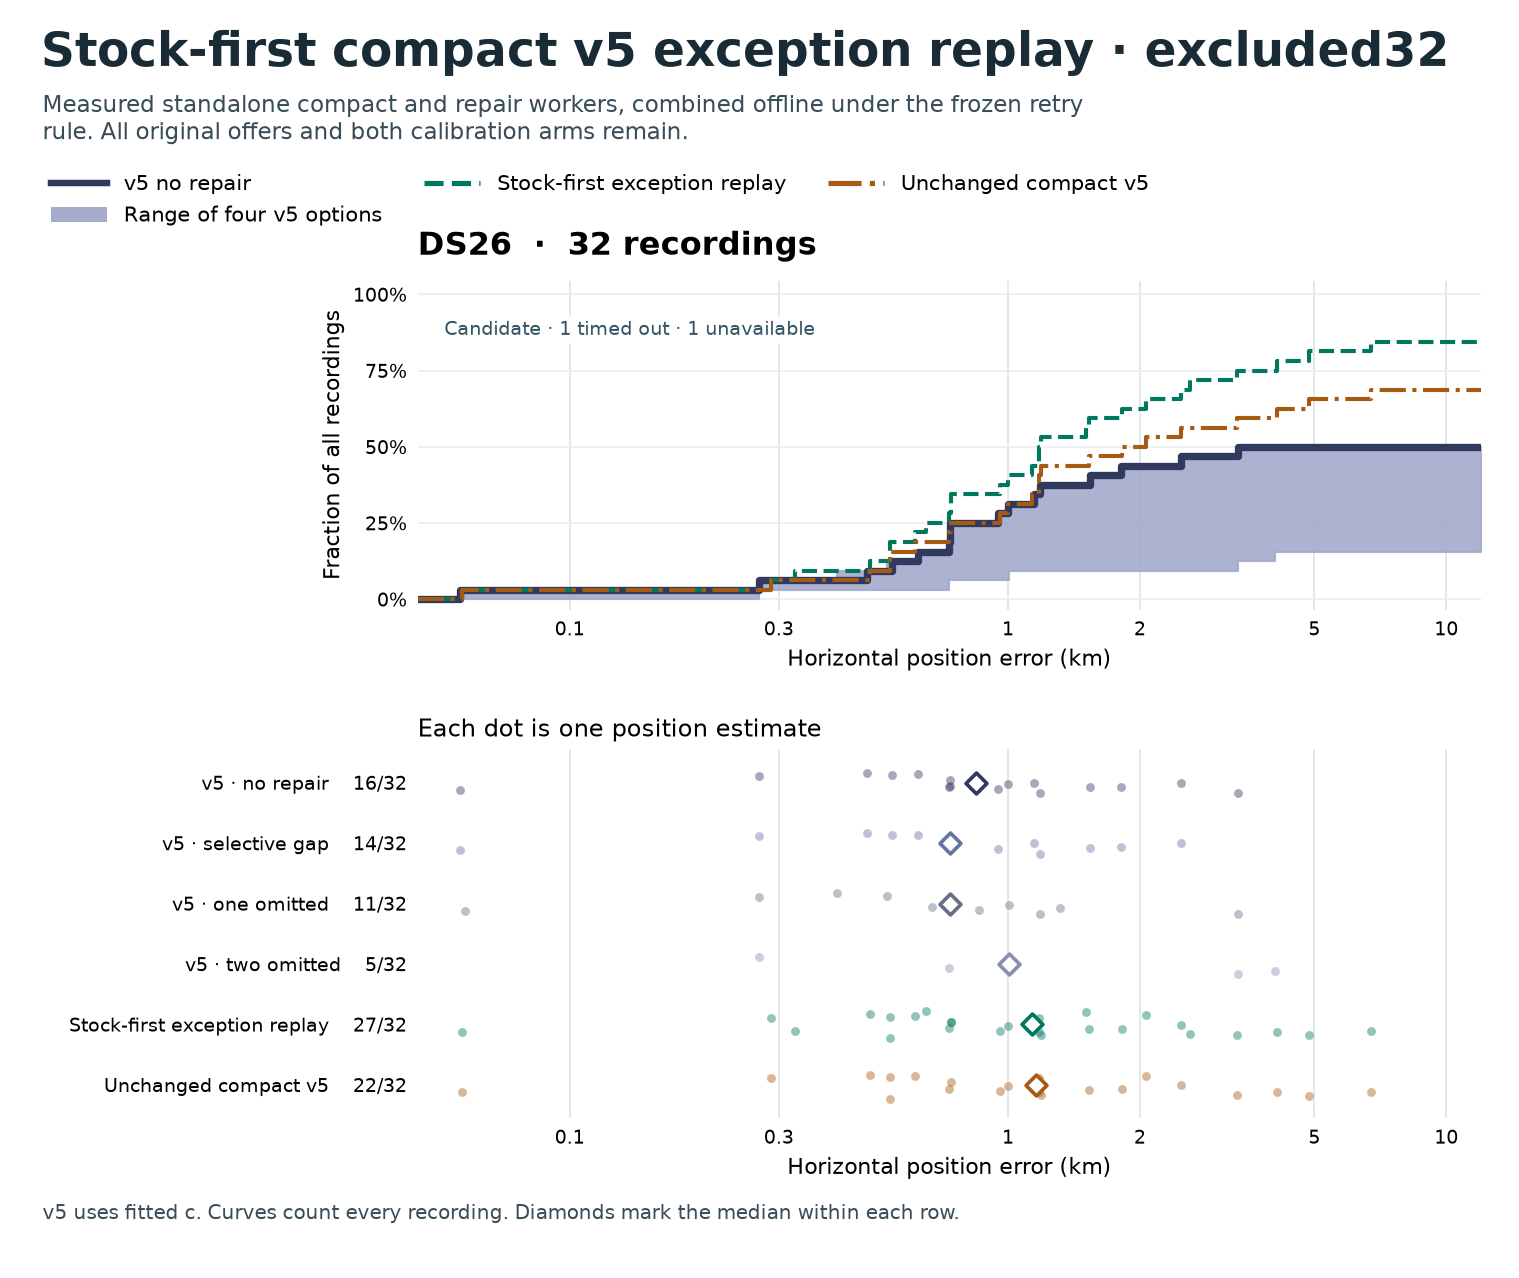 Stock-first compact v5 exception replay · excluded32
Measured standalone compact and repair workers, combined offline under the frozen retry
rule. All original offers and both calibration arms remain.
v5 no repair
Stock-first exception replay
Unchanged compact v5
Range of four v5 options
DS26 · 32 recordings
100%
75%
50%
25%
0%
Fraction of all recordings
Candidate · 1 timed out · 1 unavailable
0.1 0.3 1 2 5 10
Horizontal position error (km)
Each dot is one position estimate
v5 · no repair 16/32
v5 · selective gap 14/32
v5 · one omitted 11/32
v5 · two omitted 5/32
Stock-first exception replay 27/32
Unchanged compact v5 22/32
0.1 0.3 1 2 5 10
Horizontal position error (km)
v5 uses fitted c. Curves count every recording. Diamonds mark the median within each row.